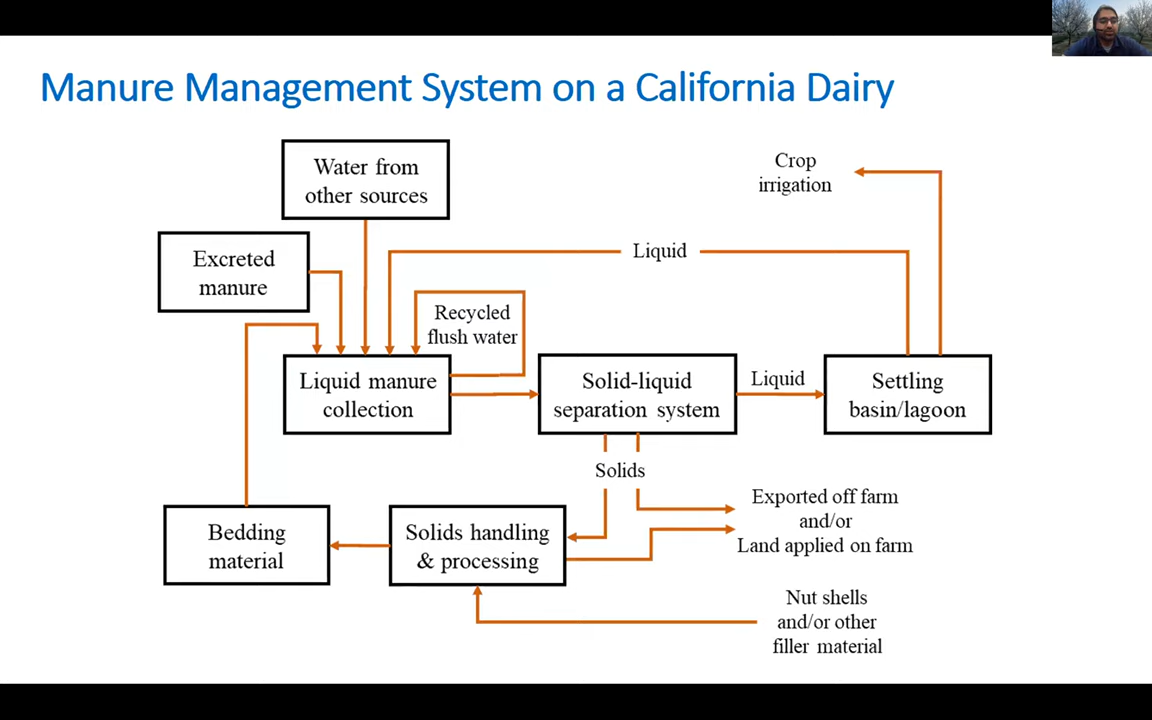 Manure Management System on a California Dairy
Water from
other sources
Crop
irrigation
Excreted
manure
Liquid
Recycled
flush water
Liquid manure
collection
Solid-liquid
separation system
Liquid
Settling
basin/lagoon
Solids
Exported off farm
and/or
Land applied on farm
Bedding
material
Solids handling
& processing
Nut shells
and/or other
filler material